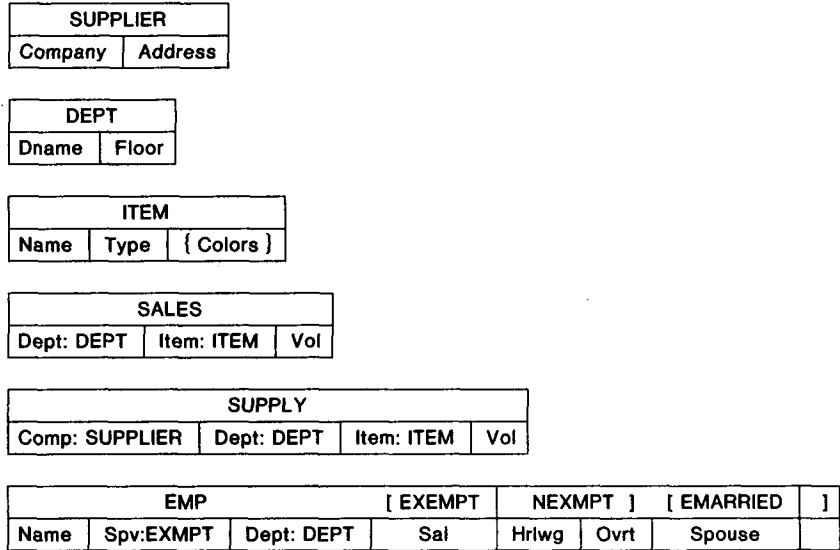 SUPPLIER
Company Address
DEPT
Dname Floor
ITEM
Name Type { Colors }
SALES
Dept: DEPT Item: ITEM Vol
SUPPLY
Comp: SUPPLIER Dept: DEPT Item: ITEM Vol
EMP [ EXEMPT NEXMPT ] [ EMARRIED ]
Name Spv:EXMPT Dept: DEPT Sal Hrlwg Ovrt Spouse